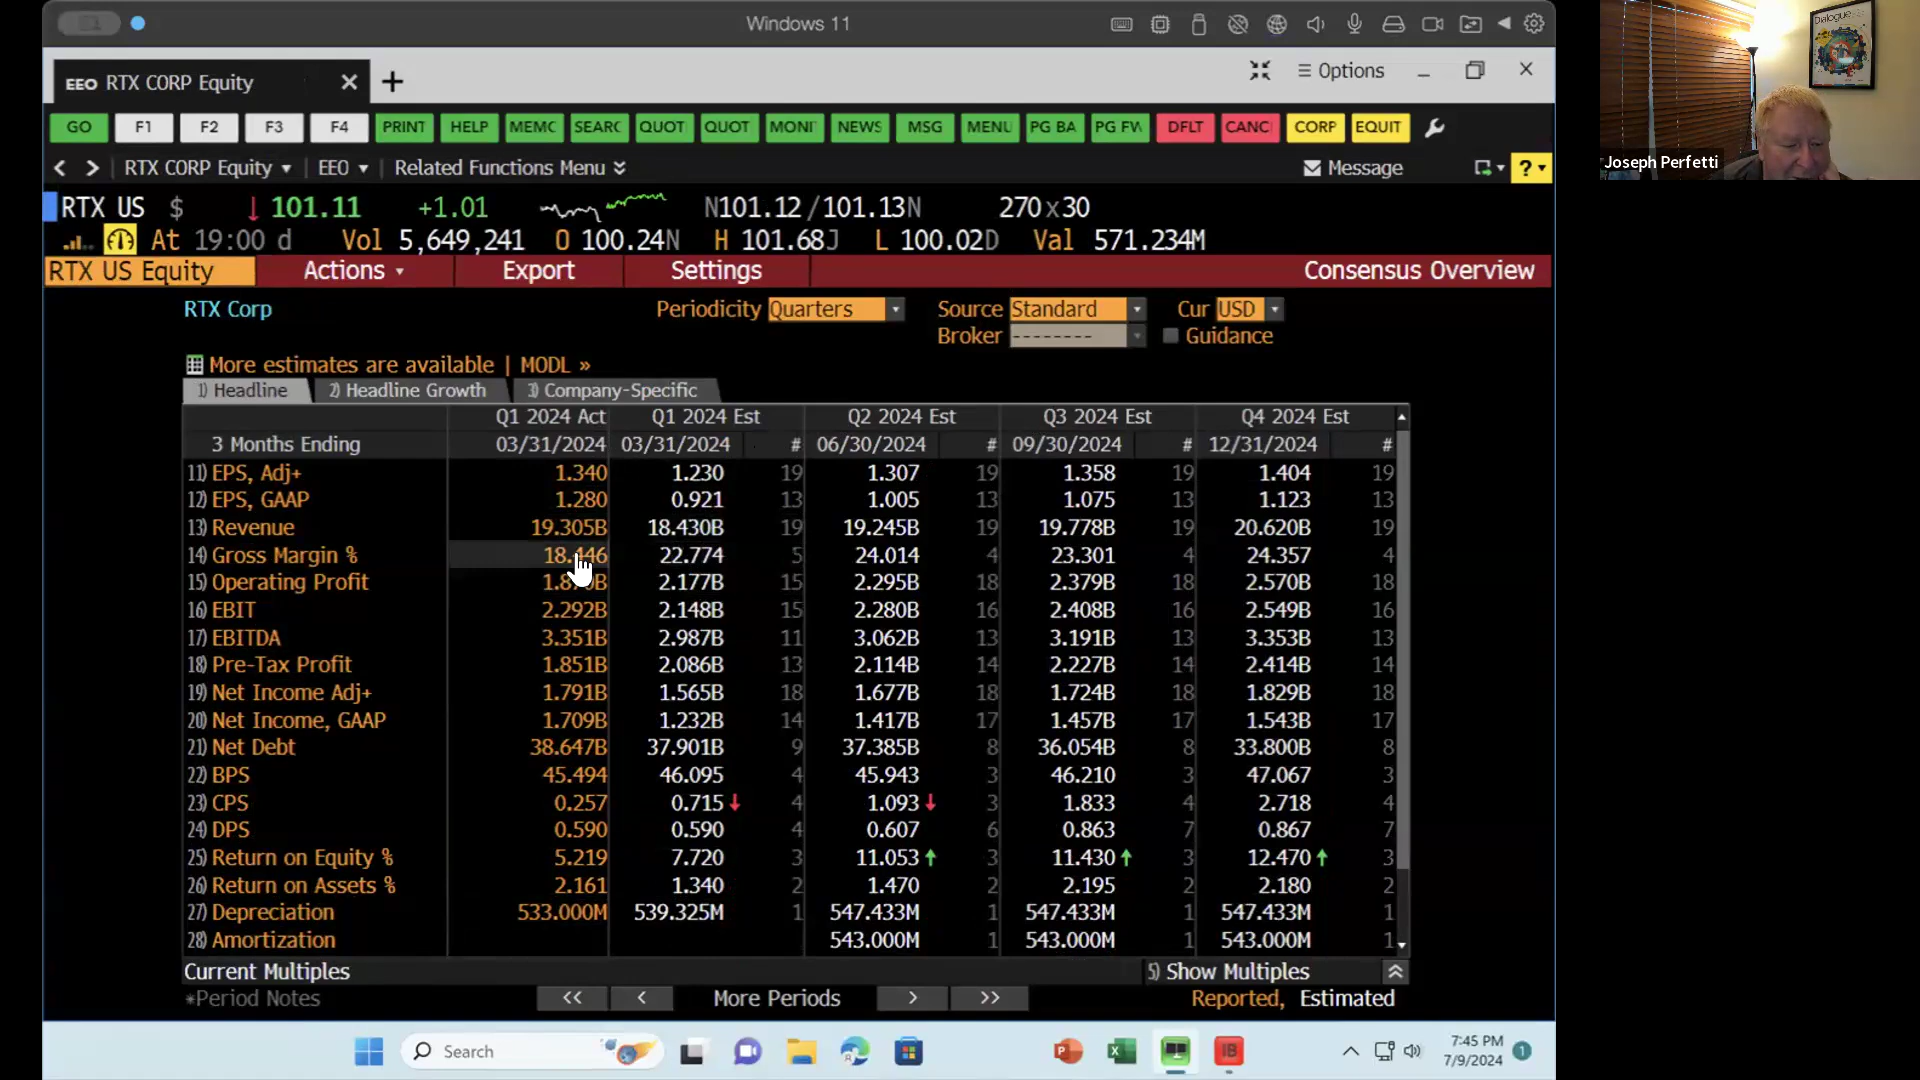 Windows 11
EEO RTX CORP Equity
Options
GO F1 F2 F3 F4 PRINT HELP MEMC SEARC QUOT QUOT MONI NEWS MSG MENU PG BA PG FW DFLT CANC CORP EQUIT
RTX CORP Equity EEO Related Functions Menu Message ?
RTX US $ ↓ 101.11 +1.01 N101.12 / 101.13N 270 x 30
At 19:00 d Vol 5,649,241 O 100.24N H 101.68J L 100.02D Val 571.234M
RTX US Equity Actions Export Settings Consensus Overview
RTX Corp Periodicity Quarters Source Standard Cur USD
Broker -------- Guidance
More estimates are available | MODL »
1) Headline 2) Headline Growth 3) Company-Specific
Q1 2024 Act Q1 2024 Est Q2 2024 Est Q3 2024 Est Q4 2024 Est
3 Months Ending 03/31/2024 03/31/2024 # 06/30/2024 # 09/30/2024 # 12/31/2024 #
11) EPS, Adj+ 1.340 1.230 19 1.307 19 1.358 19 1.404 19
12) EPS, GAAP 1.280 0.921 13 1.005 13 1.075 13 1.123 13
13) Revenue 19.305B 18.430B 19 19.245B 19 19.778B 19 20.620B 19
14) Gross Margin % 18.446 22.774 5 24.014 4 23.301 4 24.357 4
15) Operating Profit 2.177B 15 2.295B 18 2.379B 18 2.570B 18
16) EBIT 2.292B 2.148B 15 2.280B 16 2.408B 16 2.549B 16
17) EBITDA 3.351B 2.987B 11 3.062B 13 3.191B 13 3.353B 13
18) Pre-Tax Profit 1.851B 2.086B 13 2.114B 14 2.227B 14 2.414B 14
19) Net Income Adj+ 1.791B 1.565B 18 1.677B 18 1.724B 18 1.829B 18
20) Net Income, GAAP 1.709B 1.232B 14 1.417B 17 1.457B 17 1.543B 17
21) Net Debt 38.647B 37.901B 9 37.385B 8 36.054B 8 33.800B 8
22) BPS 45.494 46.095 4 45.943 3 46.210 3 47.067 3
23) CPS 0.257 0.715 ↓ 4 1.093 ↓ 3 1.833 4 2.718 4
24) DPS 0.590 0.590 4 0.607 6 0.863 7 0.867 7
25) Return on Equity % 5.219 7.720 3 11.053 ↑ 3 11.430 ↑ 3 12.470 ↑ 3
26) Return on Assets % 2.161 1.340 2 1.470 2 2.195 2 2.180 2
27) Depreciation 533.000M 539.325M 1 547.433M 1 547.433M 1 547.433M 1
28) Amortization 543.000M 1 543.000M 1 543.000M 1
Current Multiples 5) Show Multiples
*Period Notes << < More Periods > >> Reported, Estimated
Search
7:45 PM
7/9/2024
1
Dialogue
Joseph Perfetti